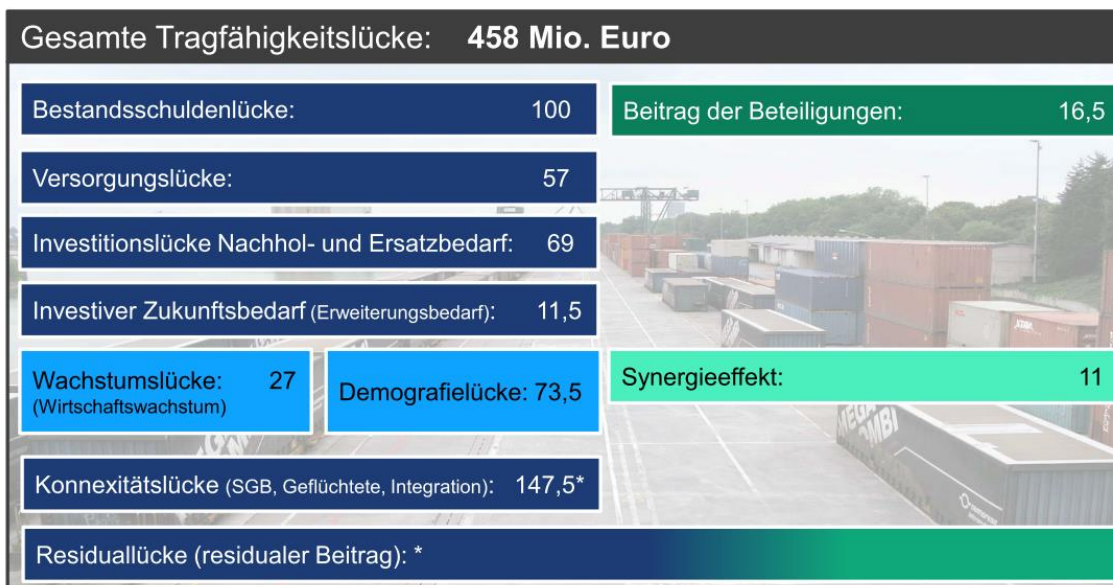 Gesamte Tragfähigkeitslücke: 458 Mio. Euro
Bestandsschuldenlücke: 100
Beitrag der Beteiligungen: 16,5
Versorgungslücke: 57
Investitionslücke Nachhol- und Ersatzbedarf: 69
Investiver Zukunftsbedarf (Erweiterungsbedarf): 11,5
Wachstumslücke: 27
(Wirtschaftswachstum)
Demografielücke: 73,5
Synergieeffekt: 11
Konnexitätslücke (SGB, Geflüchtete, Integration): 147,5*
Residuallücke (residualer Beitrag): *